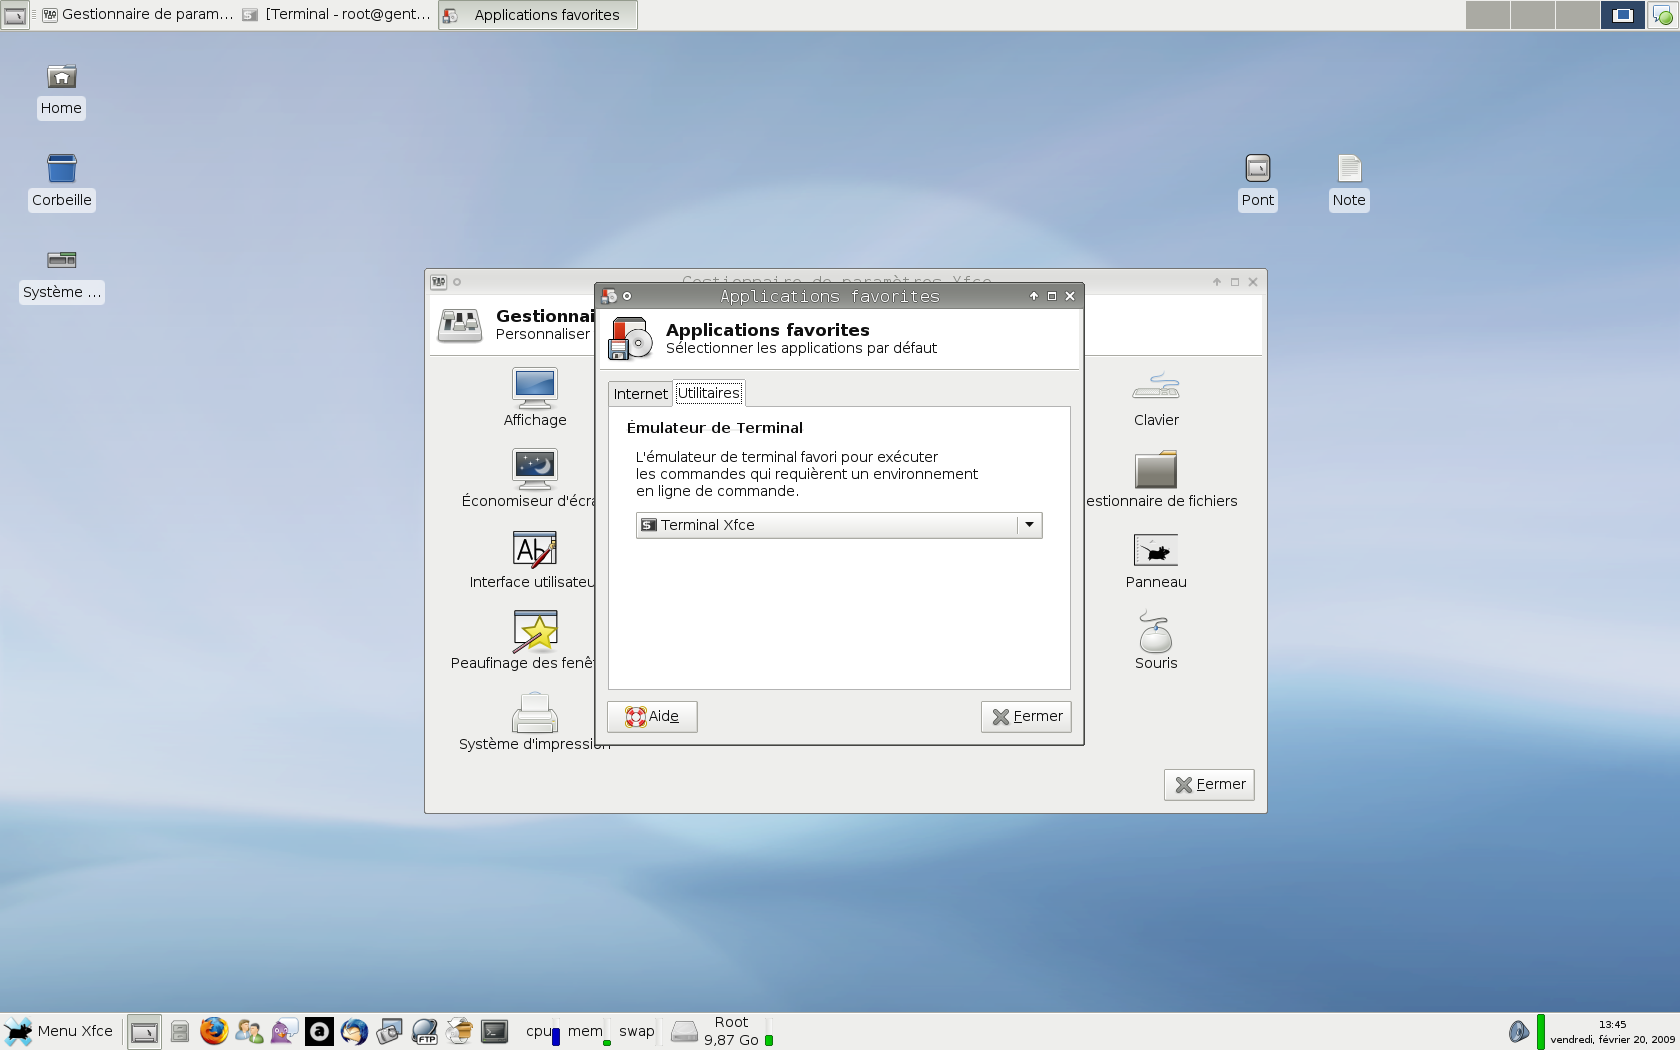 Gestionnaire de param...
[Terminal - root@gent...
Applications favorites
Home
Corbeille
Système ...
Pont
Note
Gestionnaire de paramètres Xfce
Gestionnai
Personnaliser
Affichage
Économiseur d'écra
Interface utilisateu
Peaufinage des fenêt
Système d'impression
Clavier
estionnaire de fichiers
Panneau
Souris
Fermer
Applications favorites
Applications favorites
Sélectionner les applications par défaut
Internet
Utilitaires
Émulateur de Terminal
L'émulateur de terminal favori pour exécuter
les commandes qui requièrent un environnement
en ligne de commande.
Terminal Xfce
Aide
Fermer
Menu Xfce
a
FTP
cpu
mem
swap
Root
9,87 Go
13:45
vendredi, février 20, 2009